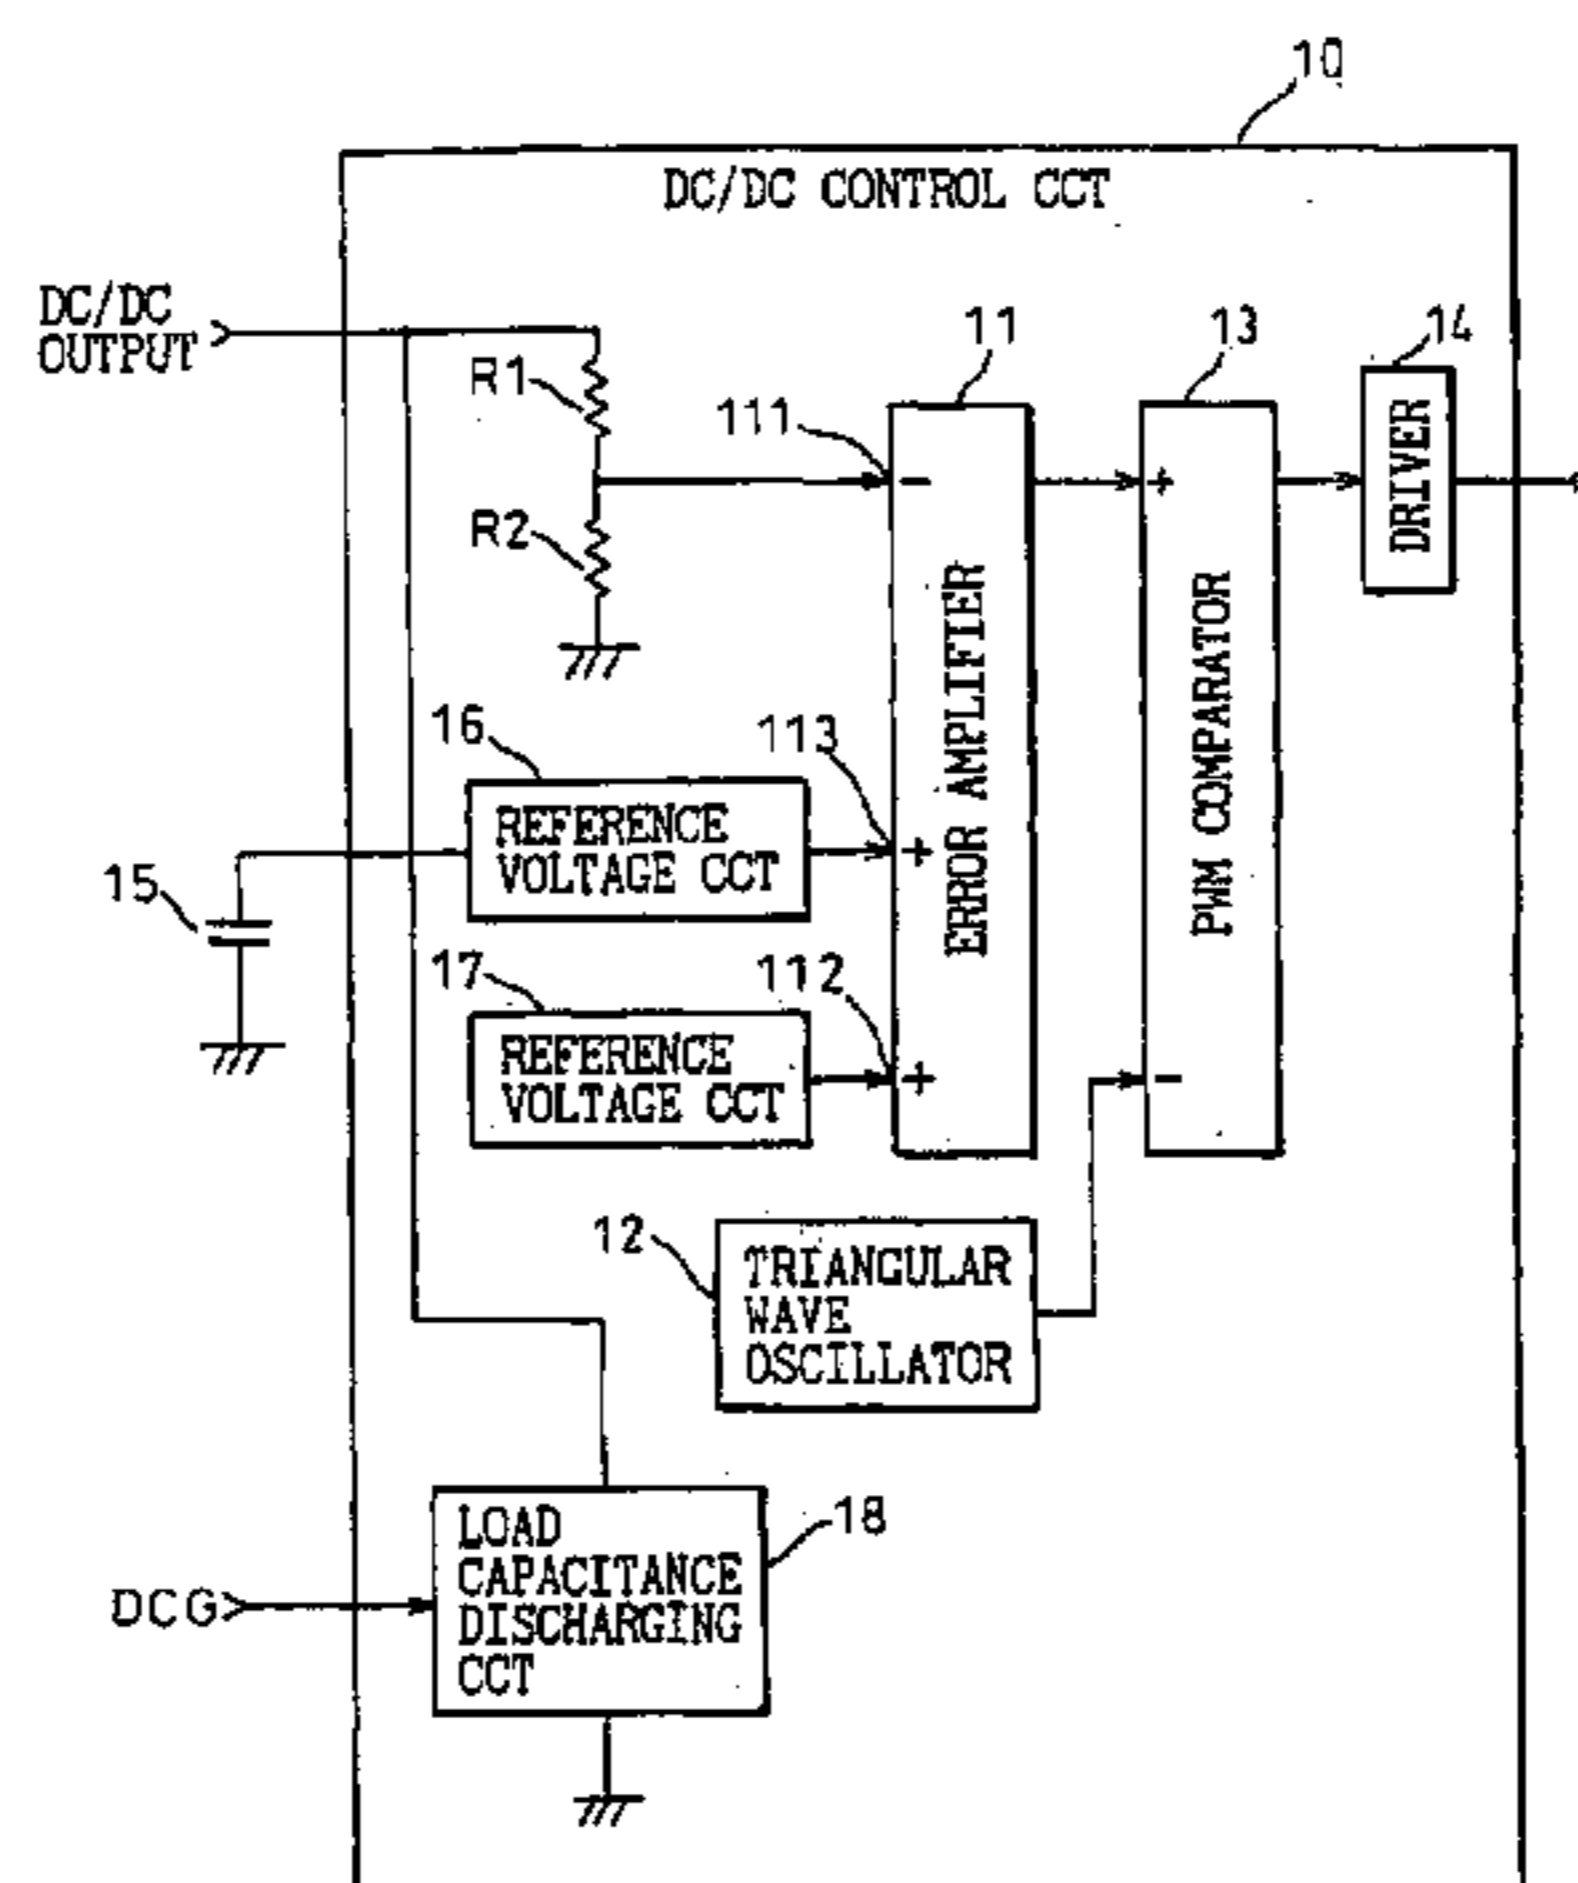 10
DC/DC CONTROL CCT
DC/DC
OUTPUT
R1
111
11
13
14
-
+
DRIVER
R2
ERROR AMPLIFIER
PWM COMPARATOR
16
113
REFERENCE
VOLTAGE CCT
+
15
17
112
REFERENCE
VOLTAGE CCT
+
-
12
TRIANGULAR
WAVE
OSCILLATOR
LOAD
CAPACITANCE
DISCHARGING
CCT
18
DCG